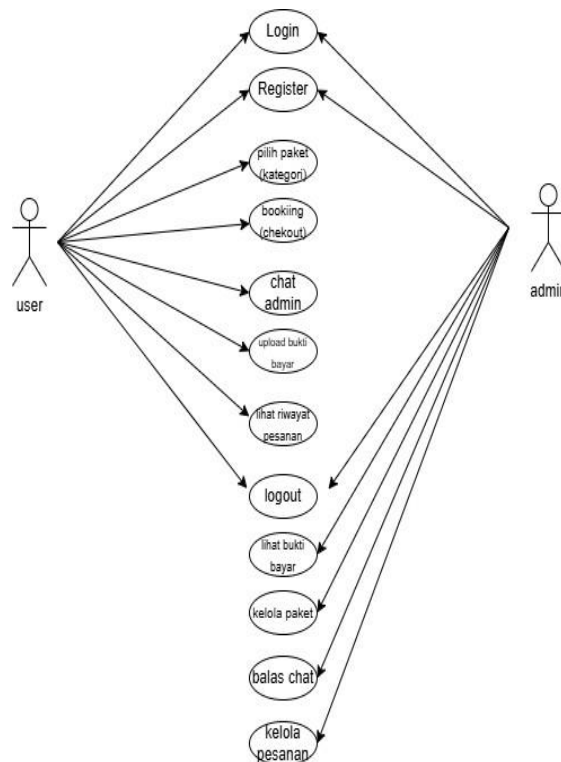 Login
Register
pilih paket
(kategori)
bookiing
(chekout)
user
admin
chat
admin
upload bukti
bayar
lihat riwayat
pesanan
logout
lihat bukti
bayar
kelola paket
balas chat
kelola
pesanan